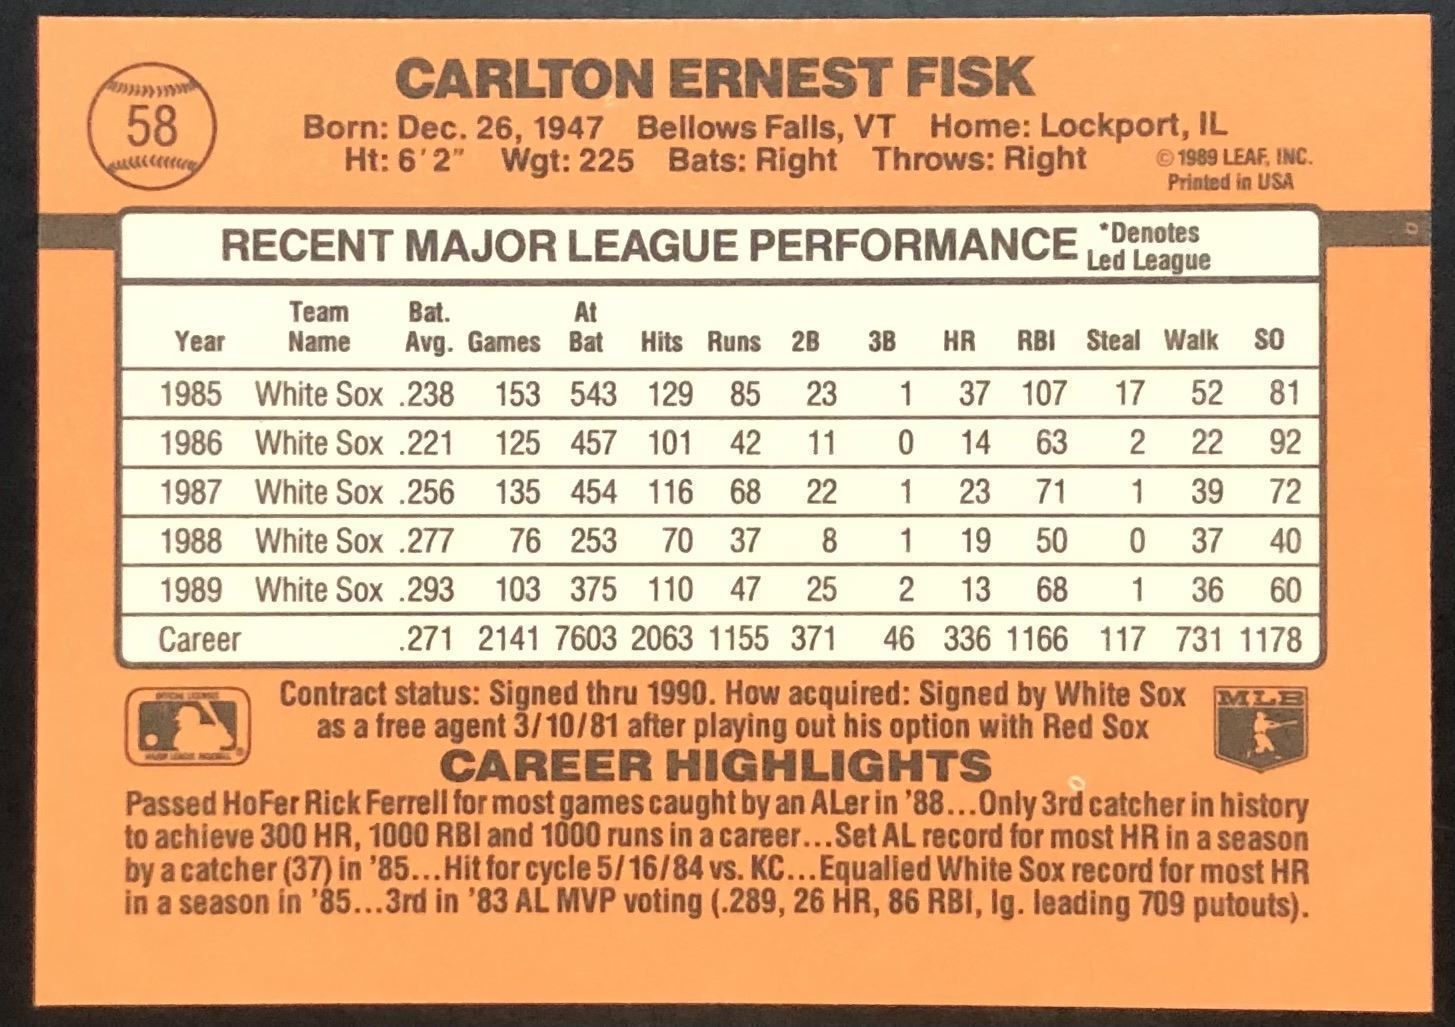 58
CARLTON ERNEST FISK
Born: Dec. 26, 1947 Bellows Falls, VT Home: Lockport, IL
Ht: 6'2" Wgt: 225 Bats: Right Throws: Right
© 1989 LEAF, INC.
Printed in USA
RECENT MAJOR LEAGUE PERFORMANCE
*Denotes
Led League
Year Team Name Bat. Avg. Games At Bat Hits Runs 2B 3B HR RBI Steal Walk SO
1985 White Sox .238 153 543 129 85 23 1 37 107 17 52 81
1986 White Sox .221 125 457 101 42 11 0 14 63 2 22 92
1987 White Sox .256 135 454 116 68 22 1 23 71 1 39 72
1988 White Sox .277 76 253 70 37 8 1 19 50 0 37 40
1989 White Sox .293 103 375 110 47 25 2 13 68 1 36 60
Career .271 2141 7603 2063 1155 371 46 336 1166 117 731 1178
Contract status: Signed thru 1990. How acquired: Signed by White Sox
as a free agent 3/10/81 after playing out his option with Red Sox
MLB
CAREER HIGHLIGHTS
Passed HoFer Rick Ferrell for most games caught by an ALer in '88...Only 3rd catcher in history
to achieve 300 HR, 1000 RBI and 1000 runs in a career...Set AL record for most HR in a season
by a catcher (37) in '85...Hit for cycle 5/16/84 vs. KC...Equalled White Sox record for most HR
in a season in '85...3rd in '83 AL MVP voting (.289, 26 HR, 86 RBI, lg. leading 709 putouts).